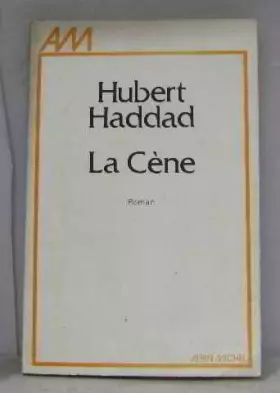 AM
Hubert
Haddad
La Cène
Roman
ALBIN MICHEL